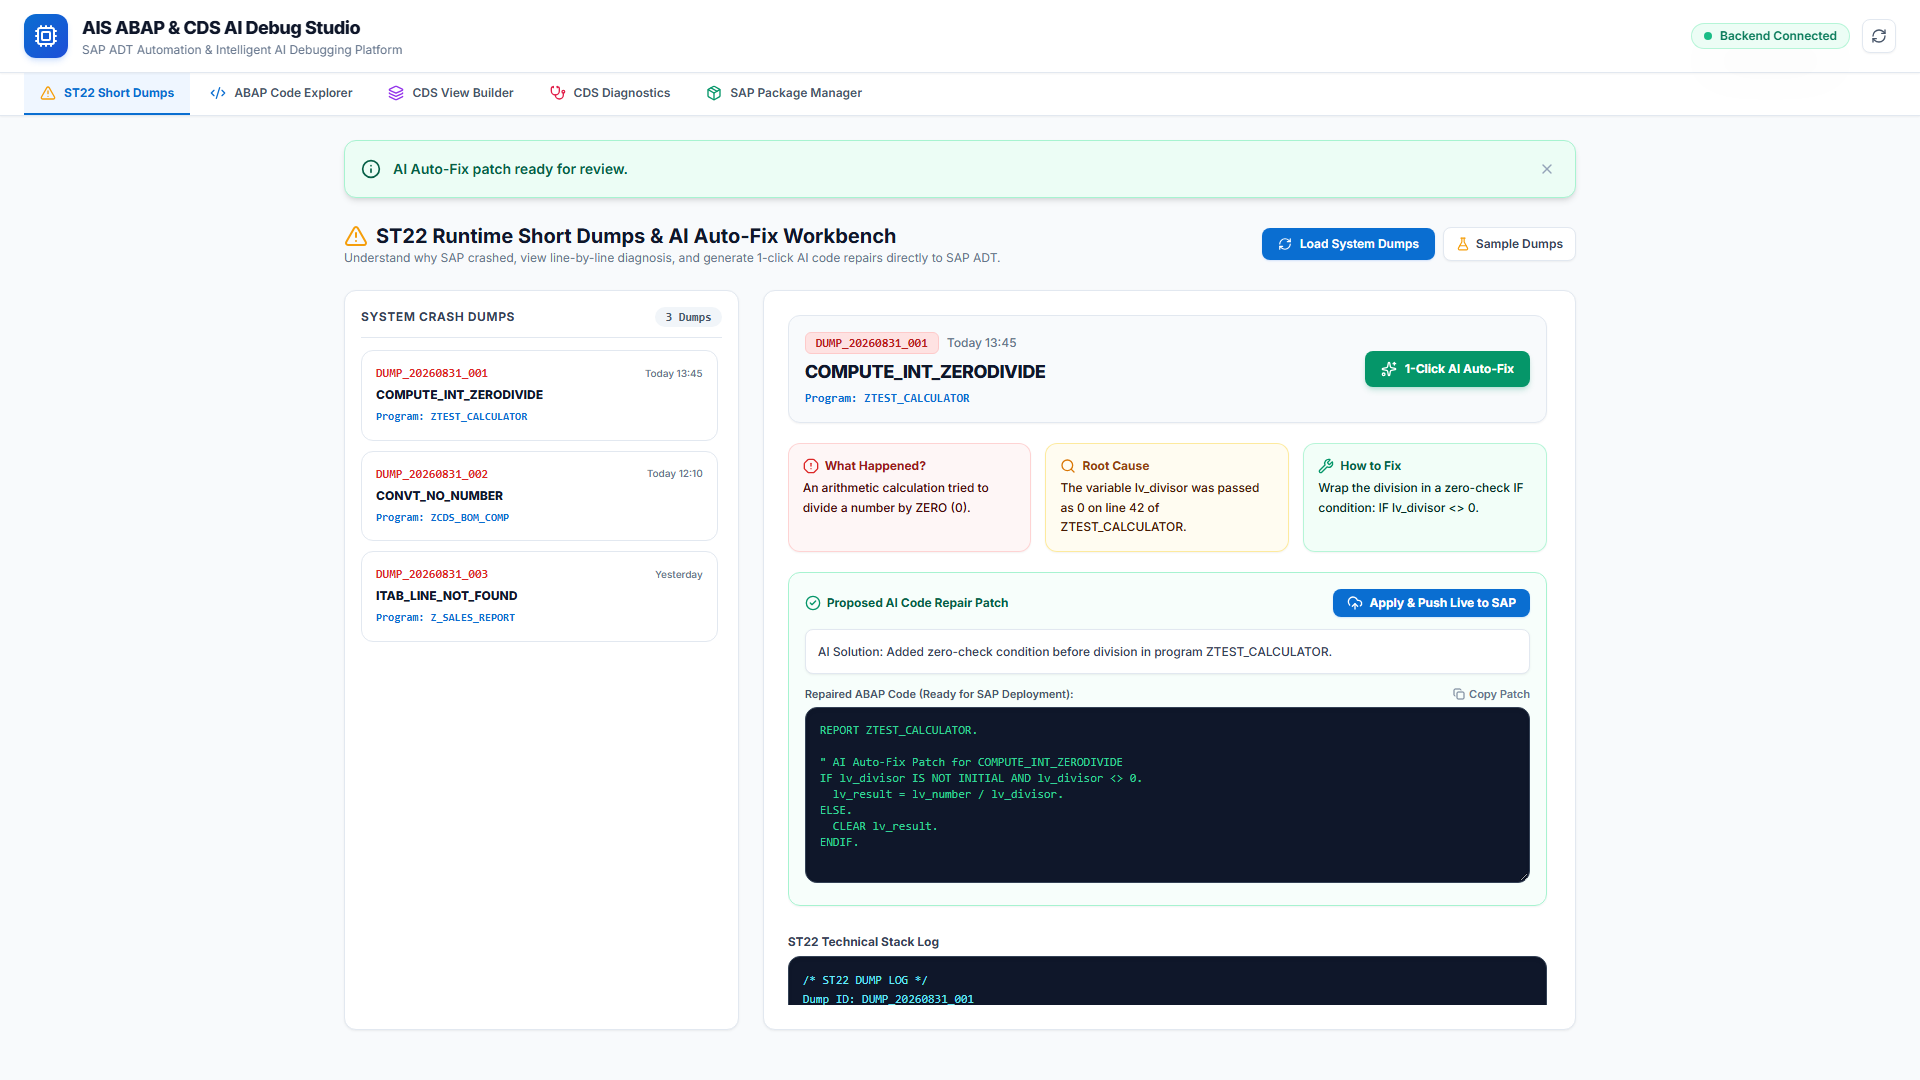 AIS ABAP & CDS AI Debug Studio
SAP ADT Automation & Intelligent AI Debugging Platform
Backend Connected
ST22 Short Dumps
ABAP Code Explorer
CDS View Builder
CDS Diagnostics
SAP Package Manager
AI Auto-Fix patch ready for review.
ST22 Runtime Short Dumps & AI Auto-Fix Workbench
Understand why SAP crashed, view line-by-line diagnosis, and generate 1-click AI code repairs directly to SAP ADT.
Load System Dumps
Sample Dumps
SYSTEM CRASH DUMPS
3 Dumps
DUMP_20260831_001
Today 13:45
COMPUTE_INT_ZERODIVIDE
Program: ZTEST_CALCULATOR
DUMP_20260831_002
Today 12:10
CONVT_NO_NUMBER
Program: ZCDS_BOM_COMP
DUMP_20260831_003
Yesterday
ITAB_LINE_NOT_FOUND
Program: Z_SALES_REPORT
DUMP_20260831_001
Today 13:45
COMPUTE_INT_ZERODIVIDE
Program: ZTEST_CALCULATOR
1-Click AI Auto-Fix
What Happened?
An arithmetic calculation tried to
divide a number by ZERO (0).
Root Cause
The variable lv_divisor was passed
as 0 on line 42 of
ZTEST_CALCULATOR.
How to Fix
Wrap the division in a zero-check IF
condition: IF lv_divisor <> 0.
Proposed AI Code Repair Patch
Apply & Push Live to SAP
AI Solution: Added zero-check condition before division in program ZTEST_CALCULATOR.
Repaired ABAP Code (Ready for SAP Deployment):
Copy Patch
REPORT ZTEST_CALCULATOR.
" AI Auto-Fix Patch for COMPUTE_INT_ZERODIVIDE
IF lv_divisor IS NOT INITIAL AND lv_divisor <> 0.
lv_result = lv_number / lv_divisor.
ELSE.
CLEAR lv_result.
ENDIF.
ST22 Technical Stack Log
/* ST22 DUMP LOG */
Dump ID: DUMP_20260831_001